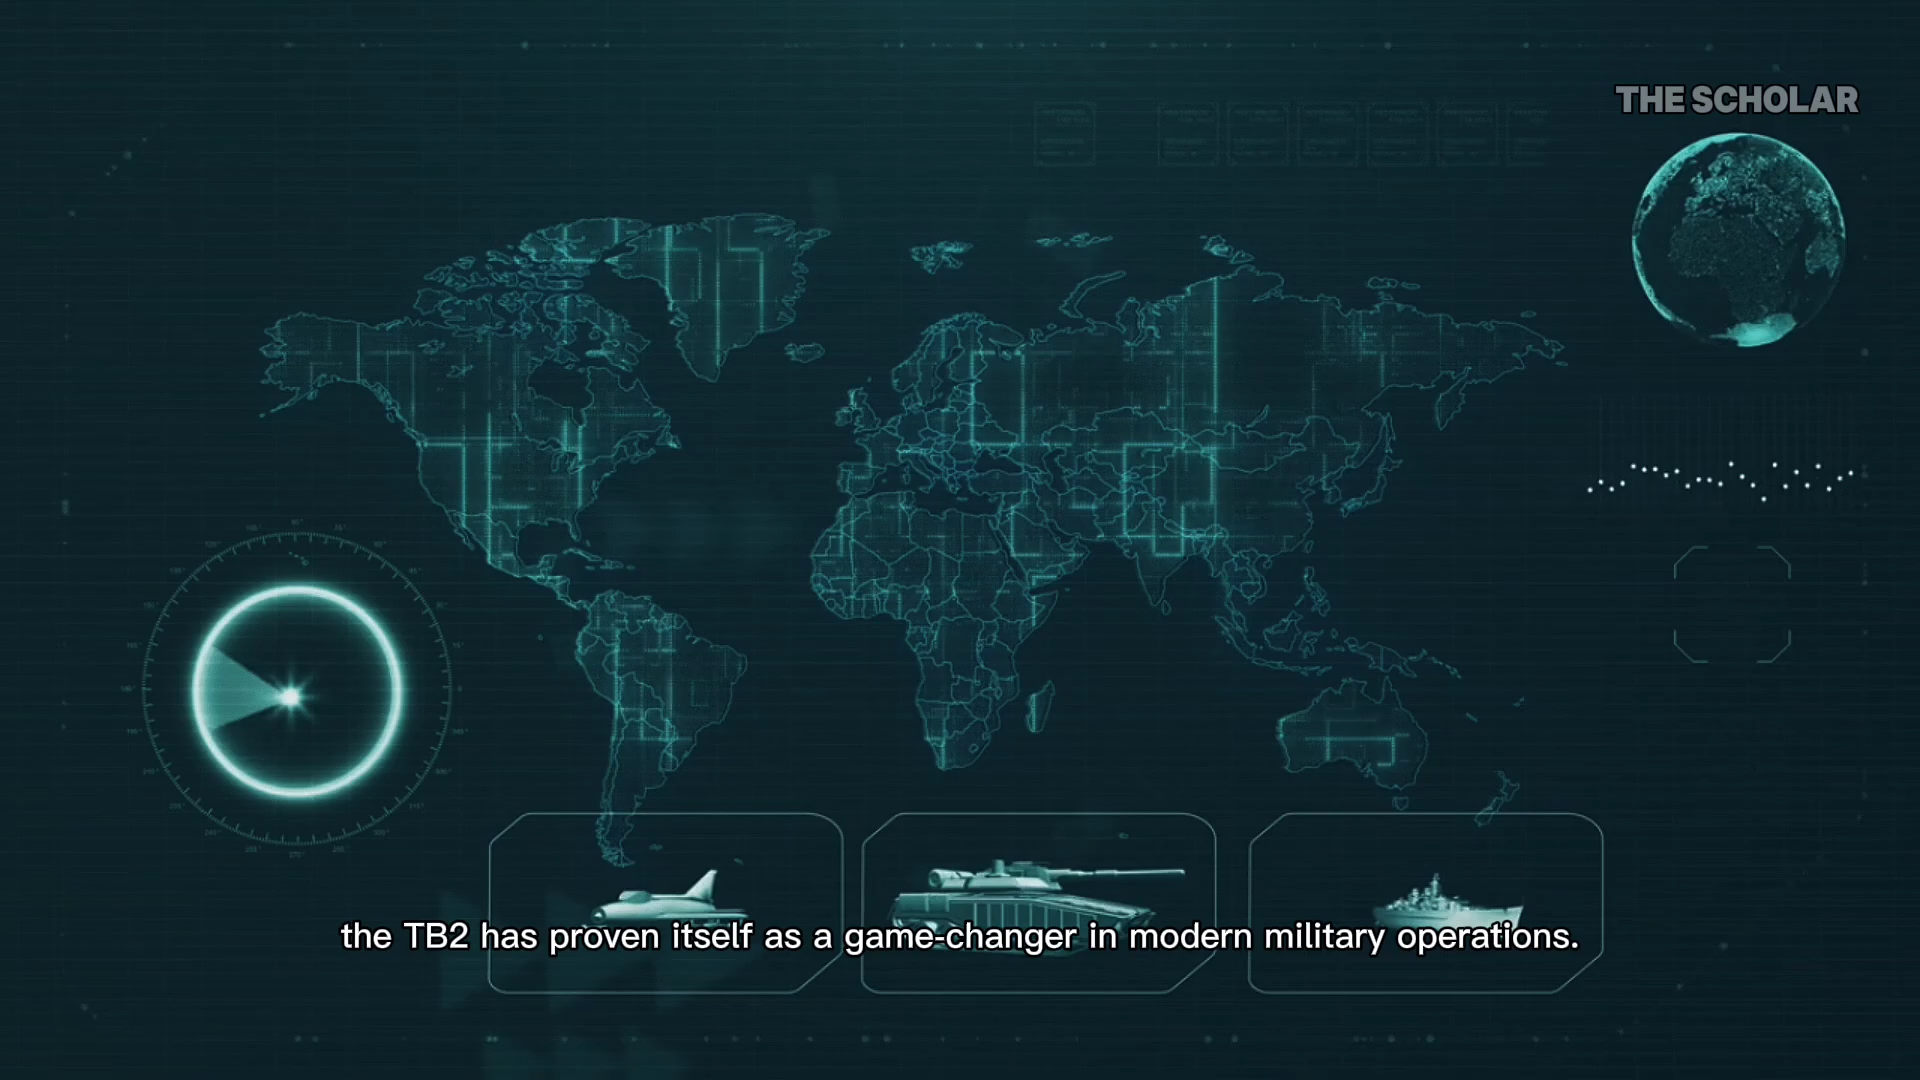 THE SCHOLAR
the TB2 has proven itself as a game-changer in modern military operations.